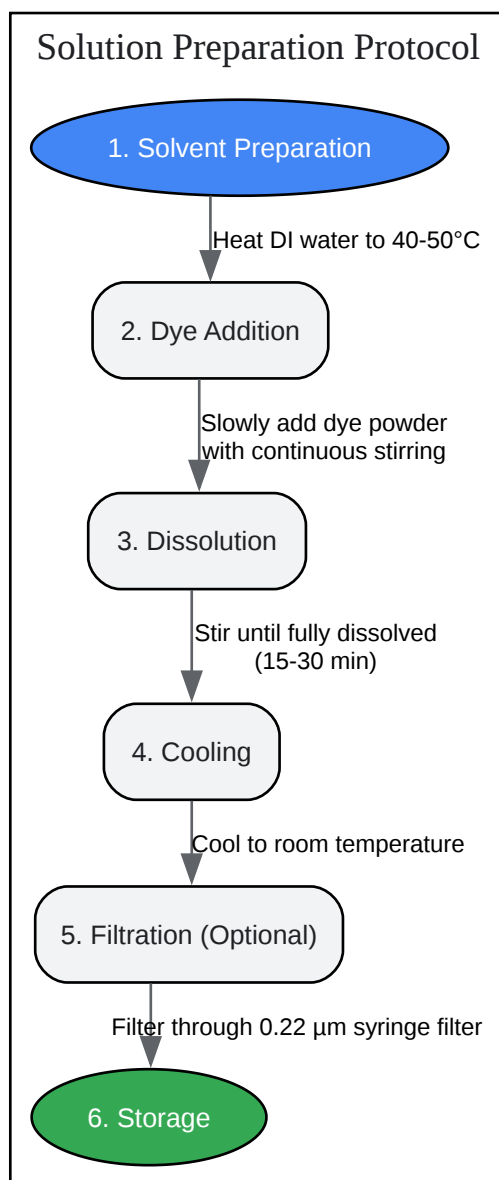 Solution Preparation Protocol
1. Solvent Preparation
Heat DI water to 40-50°C
2. Dye Addition
Slowly add dye powder
with continuous stirring
3. Dissolution
Stir until fully dissolved
(15-30 min)
4. Cooling
Cool to room temperature
5. Filtration (Optional)
Filter through 0.22 µm syringe filter
6. Storage